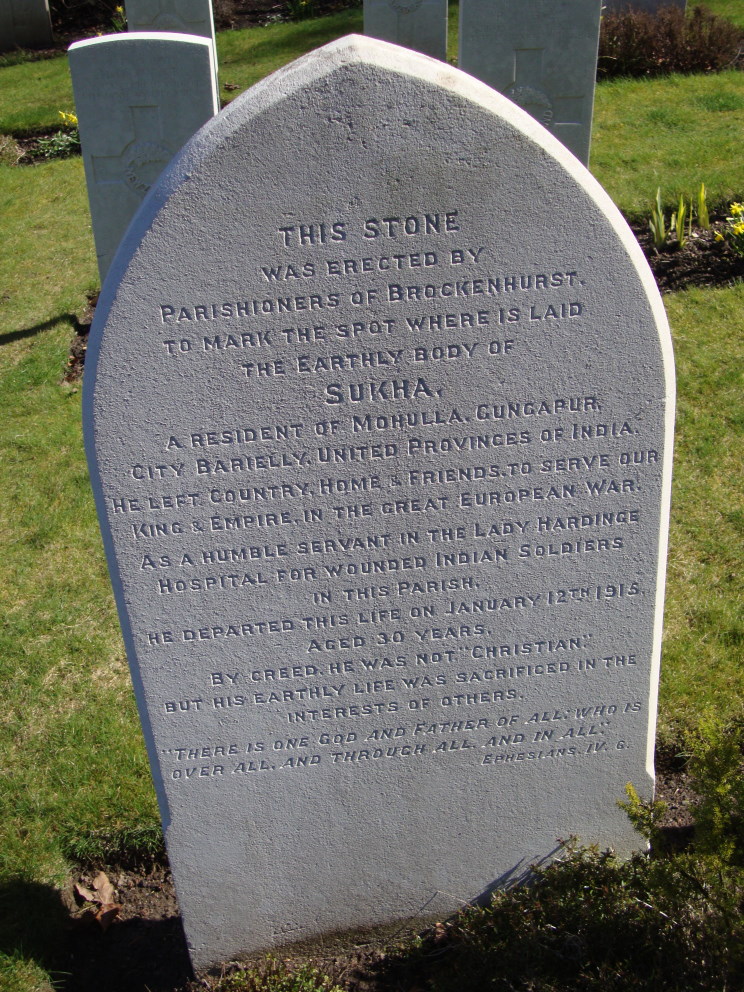 THIS STONE
WAS ERECTED BY
PARISHIONERS OF BROCKENHURST.
TO MARK THE SPOT WHERE IS LAID
THE EARTHLY BODY OF
SUKHA.
A RESIDENT OF MOHULLA. GUNGAPUR.
CITY BARIELLY. UNITED PROVINCES OF INDIA.
HE LEFT COUNTRY, HOME & FRIENDS, TO SERVE OUR
KING & EMPIRE, IN THE GREAT EUROPEAN WAR.
AS A HUMBLE SERVANT IN THE LADY HARDINGE
HOSPITAL FOR WOUNDED INDIAN SOLDIERS
IN THIS PARISH.
HE DEPARTED THIS LIFE ON JANUARY 12TH 1915.
AGED 30 YEARS.
BY CREED. HE WAS NOT "CHRISTIAN."
BUT HIS EARTHLY LIFE WAS SACRIFICED IN THE
INTERESTS OF OTHERS.
"THERE IS ONE GOD AND FATHER OF ALL: WHO IS
OVER ALL. AND THROUGH ALL. AND IN ALL."
EPHESIANS. IV. 6.